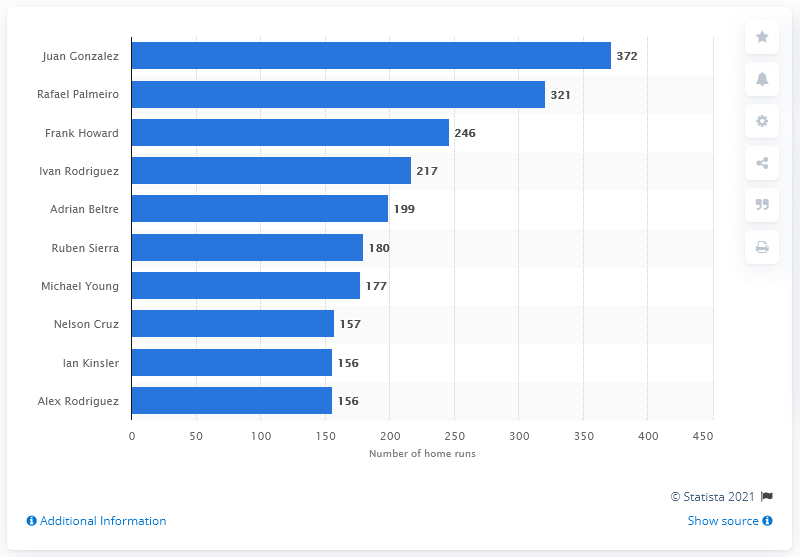 Juan Gonzalez 372
Rafael Palmeiro 321
Frank Howard 246
Ivan Rodriguez 217
Adrian Beltre 199
Ruben Sierra 180
Michael Young 177
Nelson Cruz 157
Ian Kinsler 156
Alex Rodriguez 156
0 50 100 150 200 250 300 350 400 450
Number of home runs
© Statista 2021
Additional Information
Show source